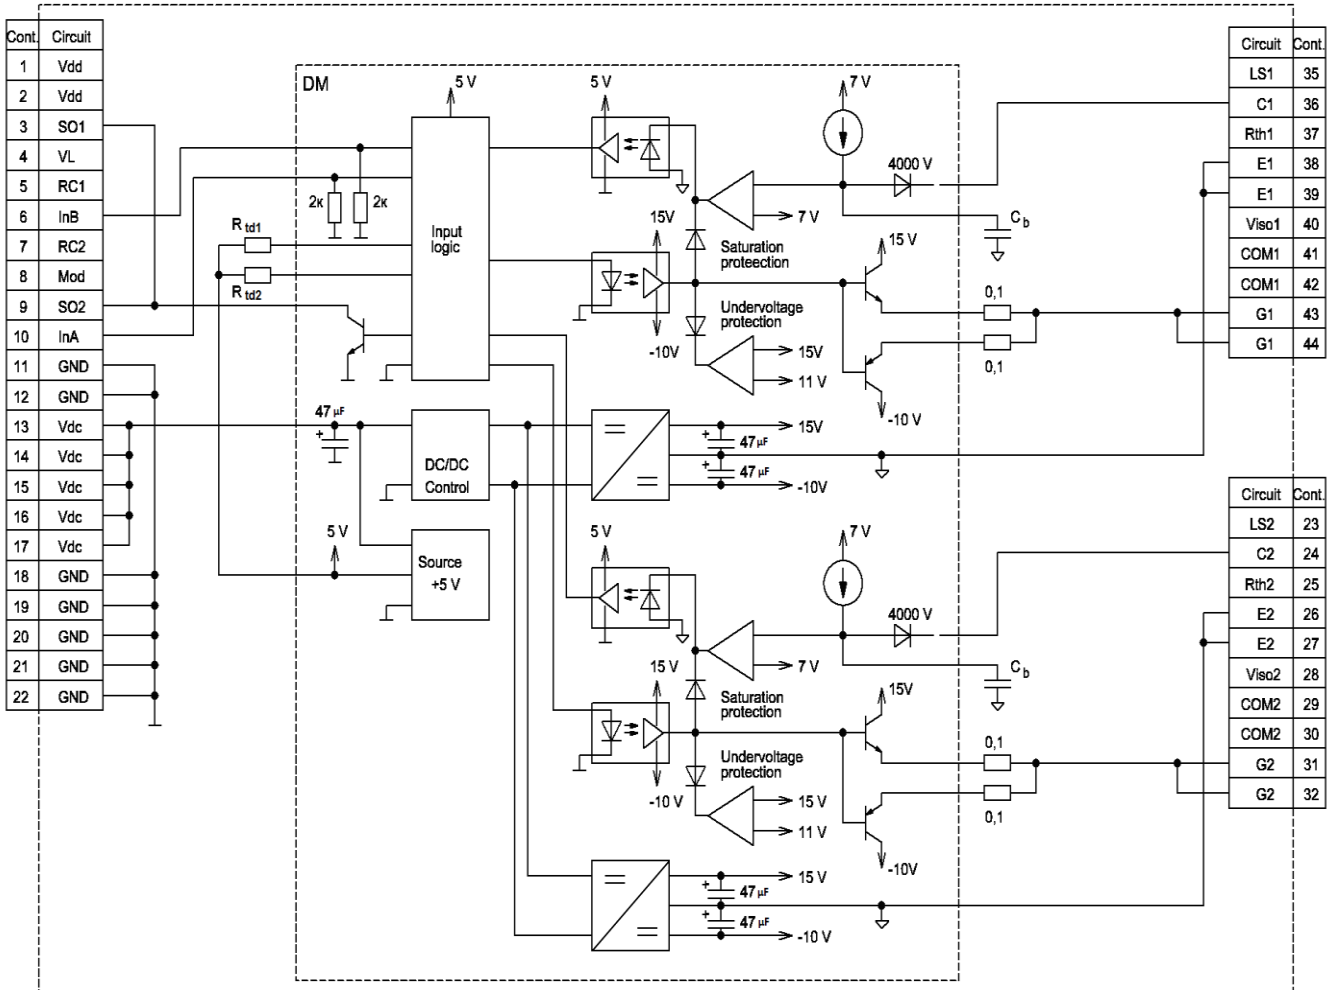 Cont. Circuit
1 Vdd
2 Vdd
3 SO1
4 VL
5 RC1
6 InB
7 RC2
8 Mod
9 SO2
10 InA
11 GND
12 GND
13 Vdc
14 Vdc
15 Vdc
16 Vdc
17 Vdc
18 GND
19 GND
20 GND
21 GND
22 GND
DM
5 V
5 V
7 V
2к
2к
Input
logic
R td1
R td2
4000 V
7 V
C b
Saturation
proteection
15V
15 V
Undervoltage
protection
-10V
15V
11 V
0,1
0,1
-10 V
47 µF
DC/DC
Control
15V
47 µF
47 µF
-10V
5 V
Source
+5 V
5 V
7 V
4000 V
7 V
C b
15 V
Saturation
protection
15V
Undervoltage
protection
-10 V
15 V
11 V
0,1
0,1
-10V
15 V
47 µF
47 µF
-10 V
Circuit Cont.
LS1 35
C1 36
Rth1 37
E1 38
E1 39
Viso1 40
COM1 41
COM1 42
G1 43
G1 44
Circuit Cont.
LS2 23
C2 24
Rth2 25
E2 26
E2 27
Viso2 28
COM2 29
COM2 30
G2 31
G2 32